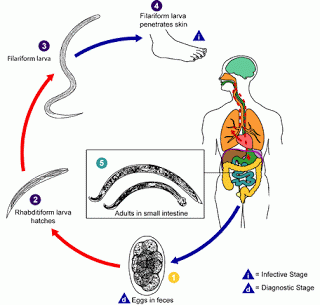 4
Filariform larva
penetrates skin
i
3
Filariform larva
5
Adults in small intestine
2
Rhabditiform larva
hatches
1
d Eggs in feces
i = Infective Stage
d = Diagnostic Stage